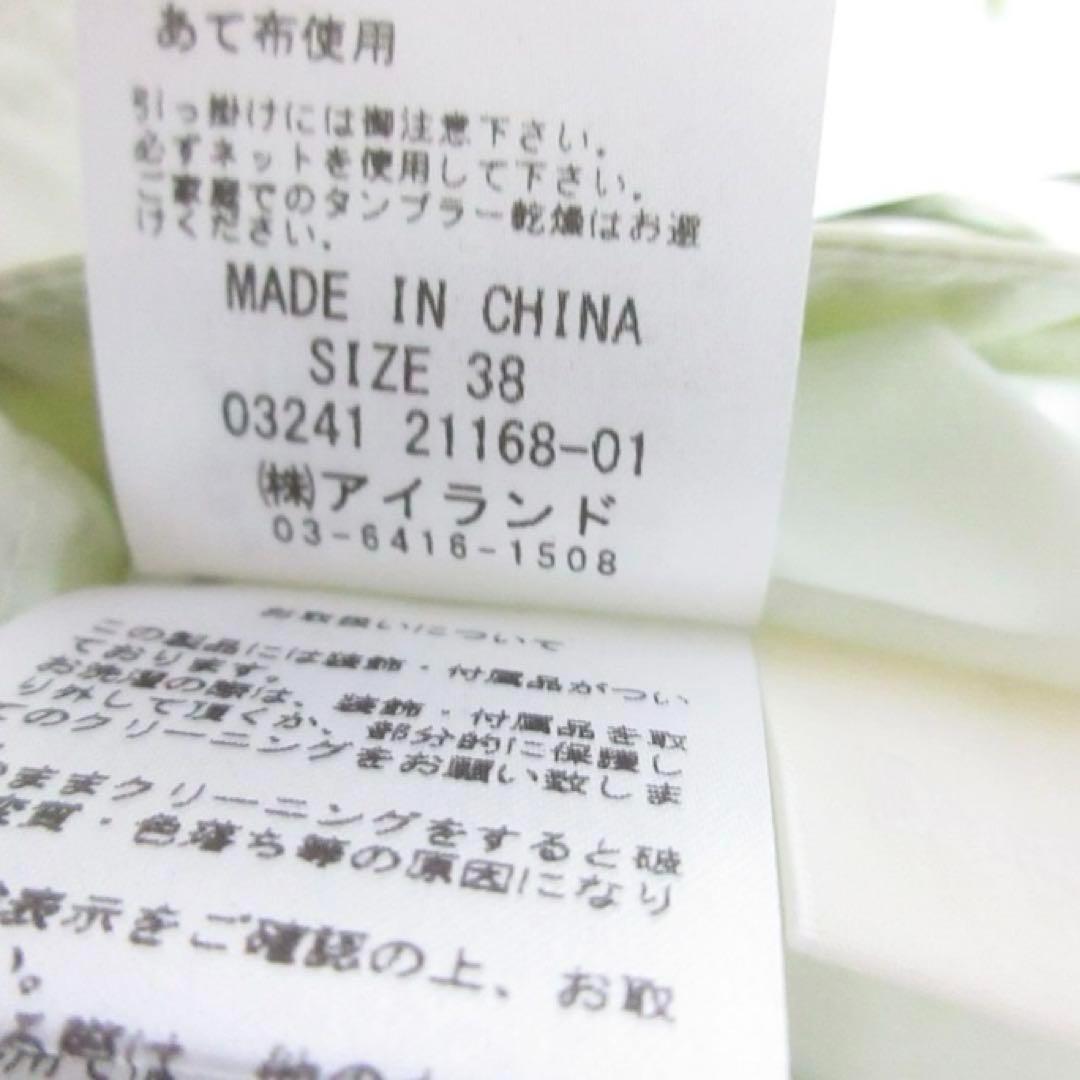 あて布使用
引っ掛けには御注意下さい。
必ずネットを使用して下さい。
ご家庭でのタンブラー乾燥はお避
けください。
MADE IN CHINA
SIZE 38
03241 21168-01
㈱アイランド
03-6416-1508
お取扱いについて
この製品には装飾・付属品がつい
ております。
お洗濯の際は、装飾・付属品を取
り外して頂くか、部分的に保護し
てのクリーニングをお願い致しま
ままクリーニングをすると破
変質・色落ち等の原因になり
表示をご確認の上、お取
い。
る際は、他の